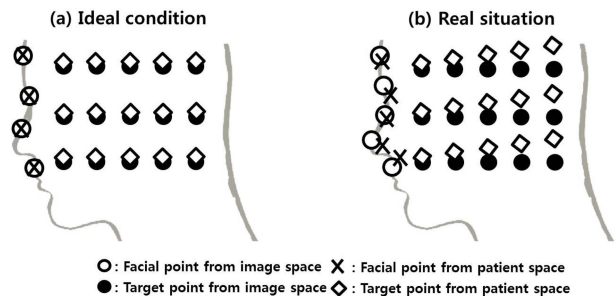 (a) Ideal condition
(b) Real situation
O : Facial point from image space X : Facial point from patient space
● : Target point from image space ◇ : Target point from patient space